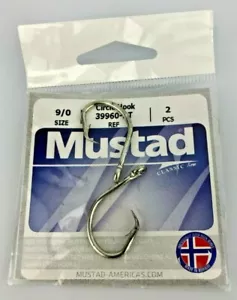 9/0
SIZE
Circle Hook
REF
2
PCS
Mustad
CLASSIC
MUSTAD-AMERICAS.COM